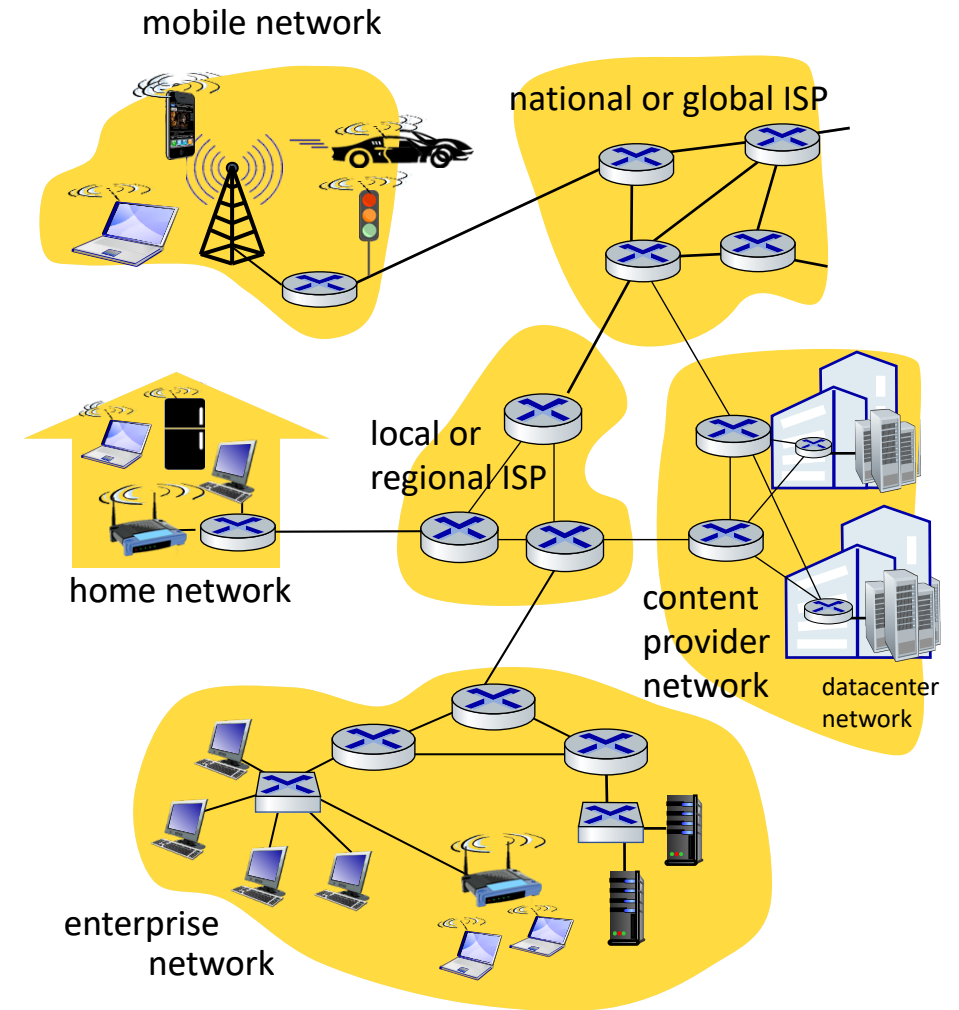 mobile network
national or global ISP
local or
regional ISP
home network
content
provider
network
datacenter
network
enterprise
network